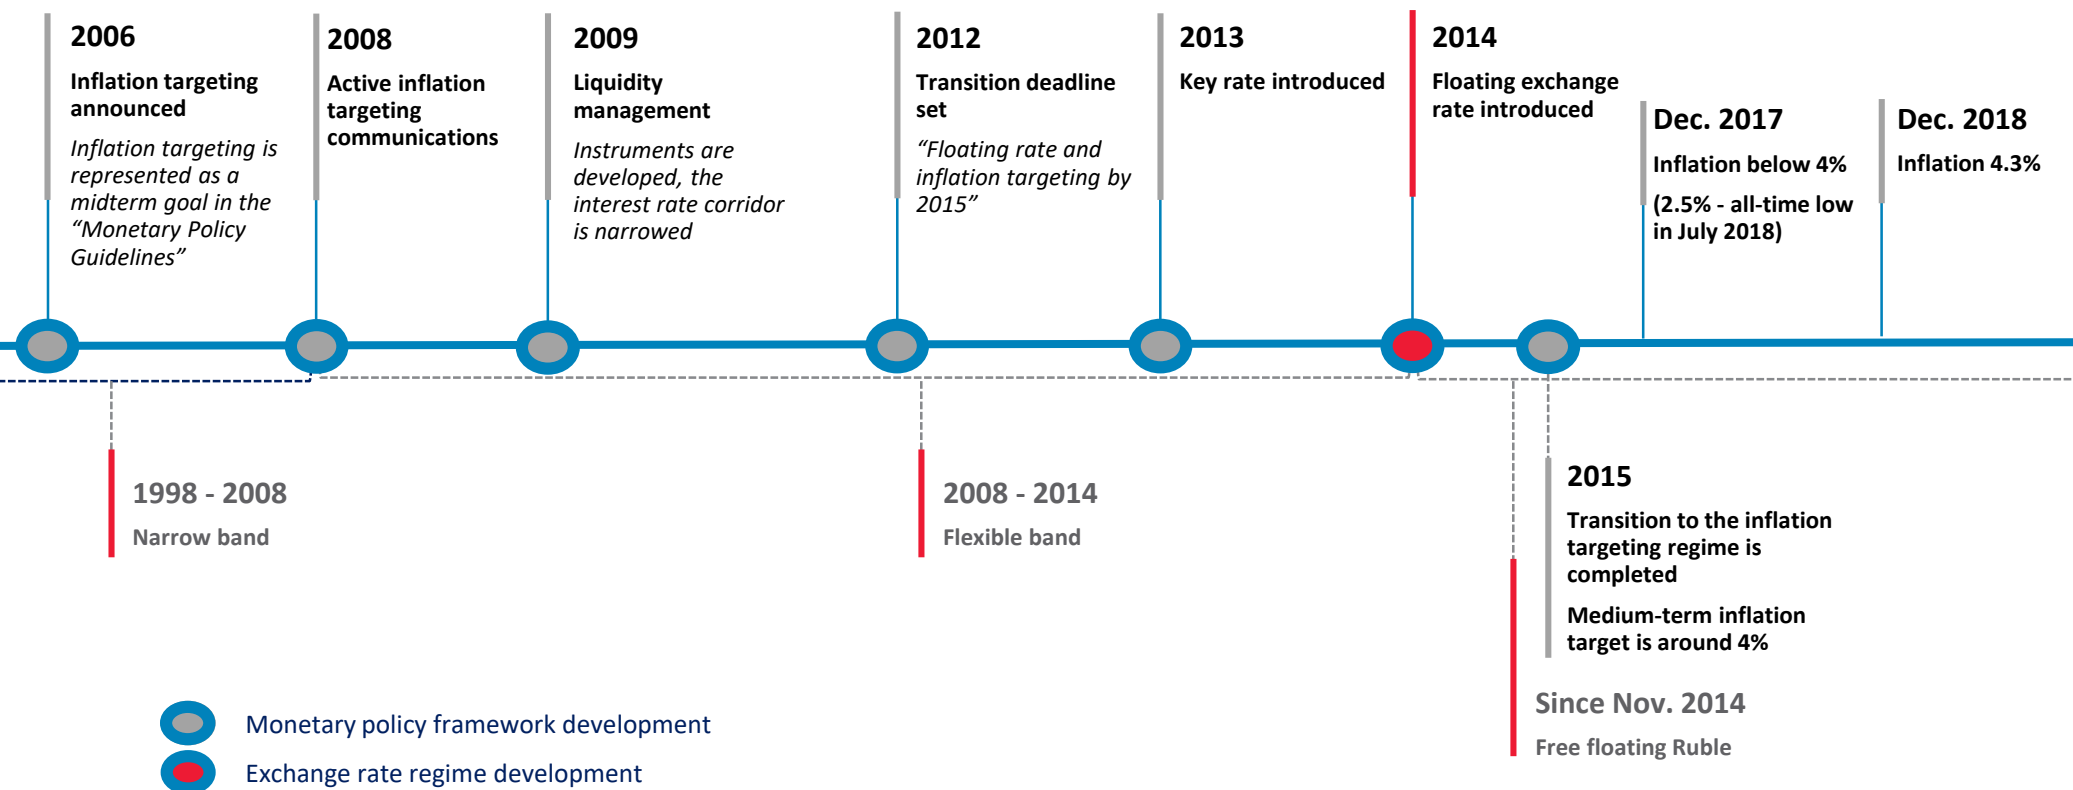 2006
Inflation targeting
announced
Inflation targeting is
represented as a
midterm goal in the
“Monetary Policy
Guidelines”
2008
Active inflation
targeting
communications
2009
Liquidity
management
Instruments are
developed, the
interest rate corridor
is narrowed
2012
Transition deadline
set
“Floating rate and
inflation targeting by
2015”
2013
Key rate introduced
2014
Floating exchange
rate introduced
Dec. 2017
Inflation below 4%
(2.5% - all-time low
in July 2018)
Dec. 2018
Inflation 4.3%
1998 - 2008
Narrow band
2008 - 2014
Flexible band
2015
Transition to the inflation
targeting regime is
completed
Medium-term inflation
target is around 4%
Since Nov. 2014
Free floating Ruble
Monetary policy framework development
Exchange rate regime development